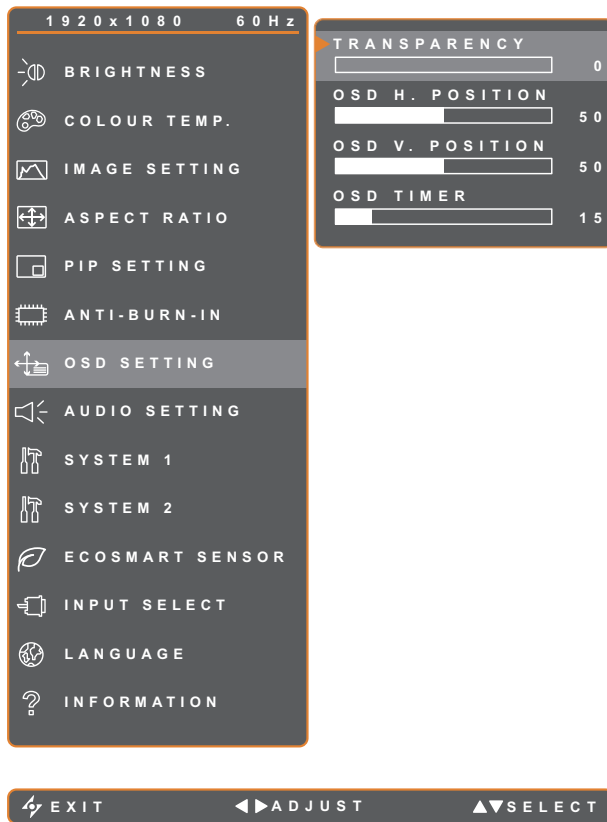 1920x1080 60Hz
BRIGHTNESS
COLOUR TEMP.
IMAGE SETTING
ASPECT RATIO
PIP SETTING
ANTI-BURN-IN
OSD SETTING
AUDIO SETTING
SYSTEM 1
SYSTEM 2
ECOSMART SENSOR
INPUT SELECT
LANGUAGE
INFORMATION
TRANSPARENCY
0
OSD H. POSITION
50
OSD V. POSITION
50
OSD TIMER
15
EXIT ADJUST SELECT